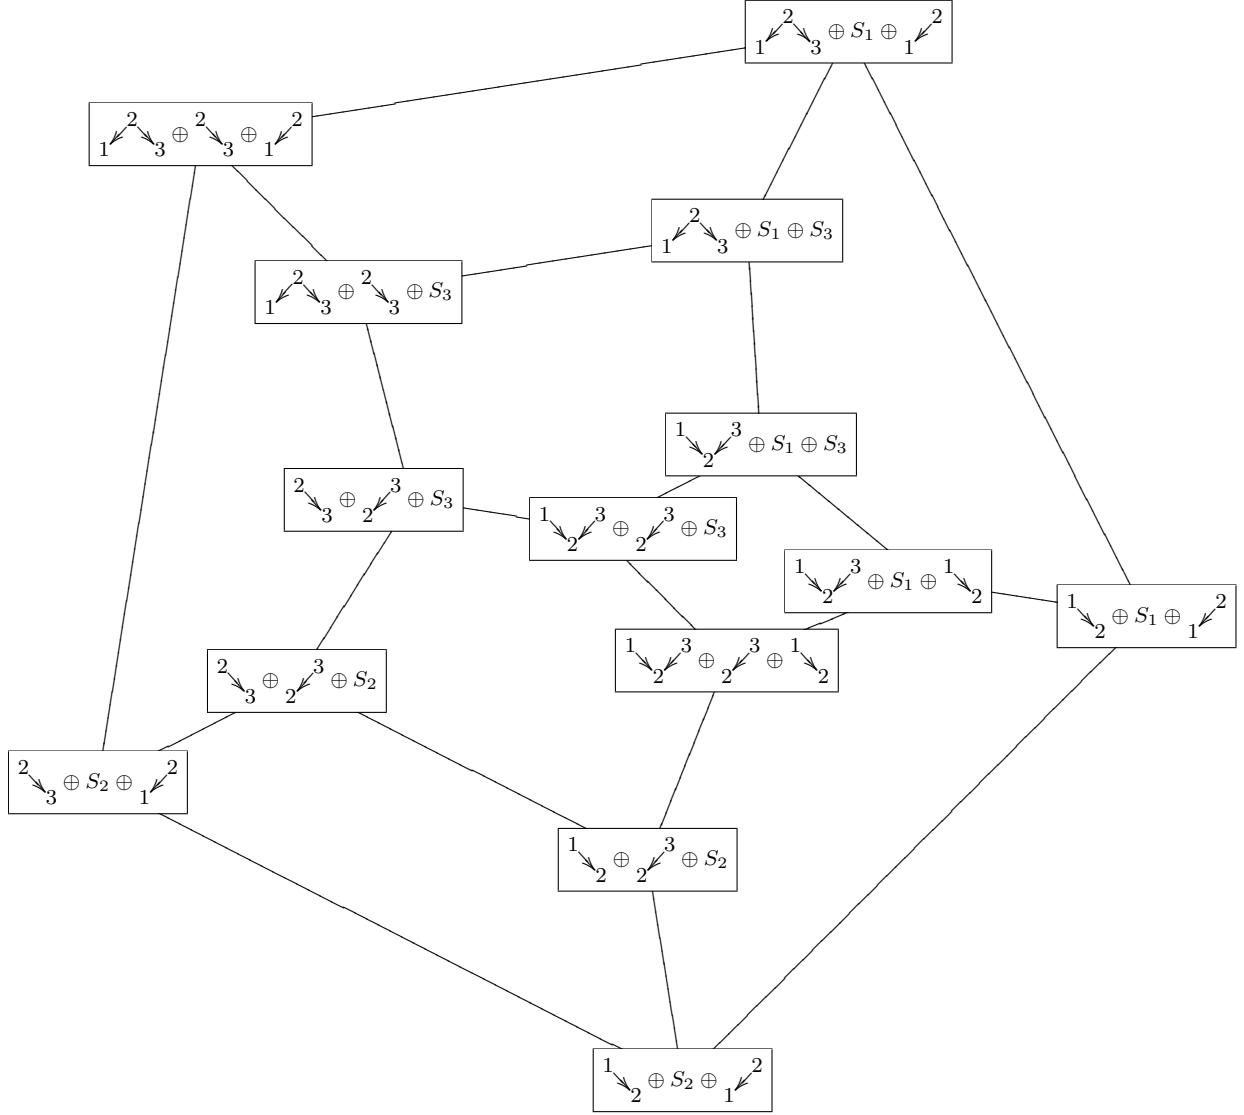 1 2 3 ⊕ S₁ ⊕ 1 2
1 2 3 ⊕ 2 3 ⊕ 1 2
1 2 3 ⊕ S₁ ⊕ S₃
1 2 3 ⊕ 2 3 ⊕ S₃
1 2 3 ⊕ S₁ ⊕ S₃
2 3 ⊕ 2 3 ⊕ S₃
1 2 3 ⊕ 2 3 ⊕ S₃
1 2 3 ⊕ S₁ ⊕ 1 2
1 2 ⊕ S₁ ⊕ 1 2
1 2 3 ⊕ 2 3 ⊕ 1 2
2 3 ⊕ 2 3 ⊕ S₂
2 3 ⊕ S₂ ⊕ 1 2
1 2 ⊕ 2 3 ⊕ S₂
1 2 ⊕ S₂ ⊕ 1 2